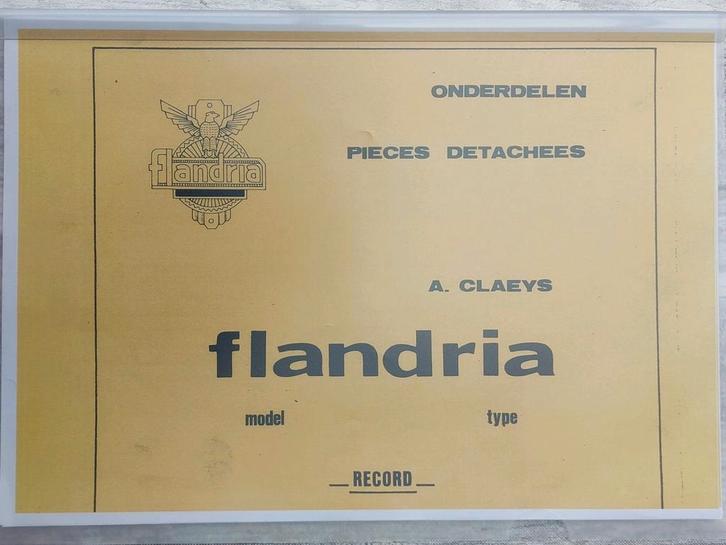 ONDERDELEN
flandria
PIECES DETACHEES
A. CLAEYS
flandria
model type
RECORD